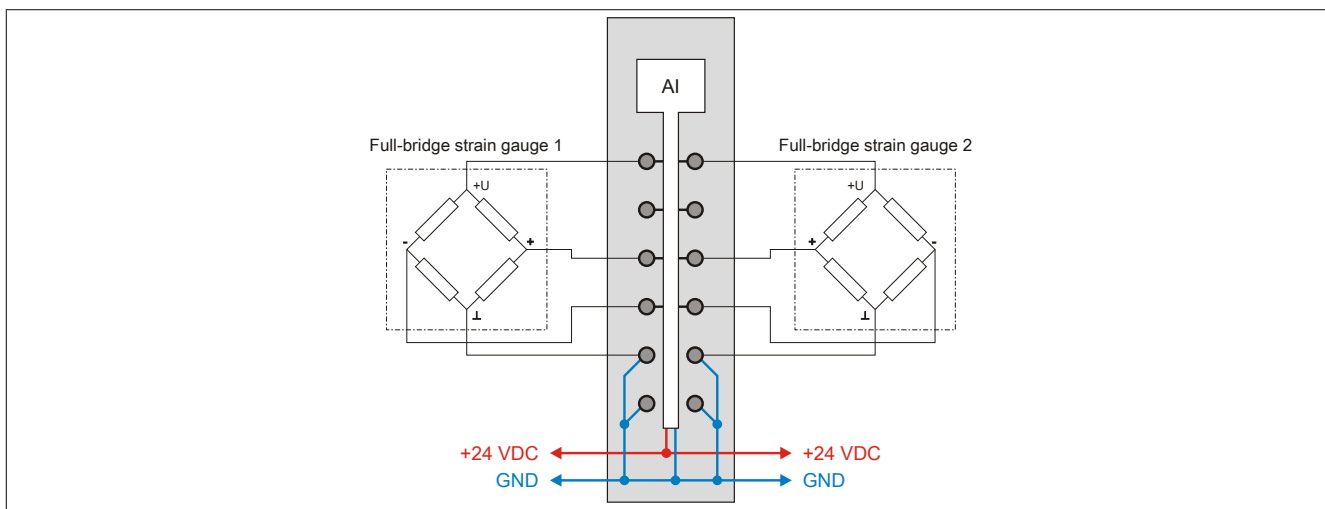 AI
Full-bridge strain gauge 1
Full-bridge strain gauge 2
+U
+U
-
+
+
-
⊥
⊥
+24 VDC
+24 VDC
GND
GND